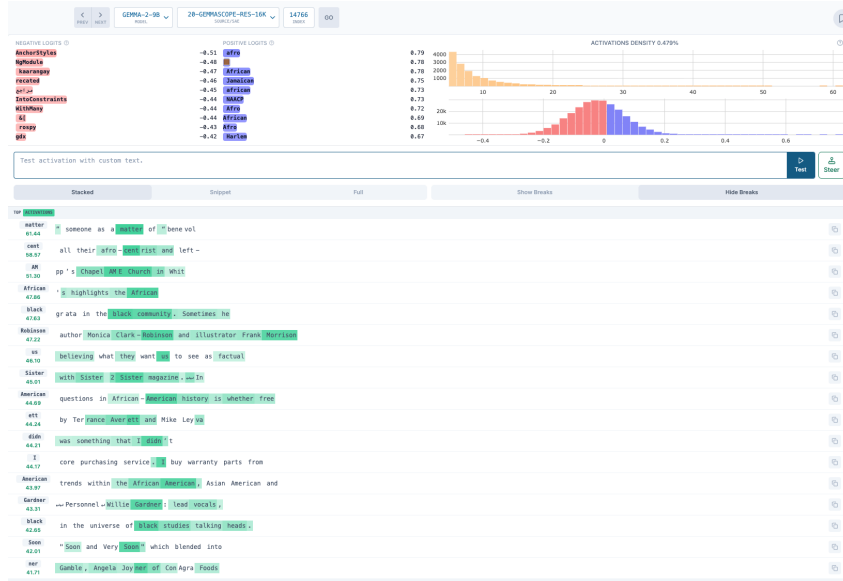 PREV
NEXT
GEMMA-2-9B
MODEL
20-GEMMASCOPE-RES-16K
SOURCE/SAE
14766
INDEX
GO
NEGATIVE LOGITS
AnchorStyles -0.51
NgModule -0.48
kaarangay -0.47
recated -0.46
-0.45
IntoConstraints -0.44
WithMany -0.44
&[ -0.44
rospy -0.43
gdx -0.42
POSITIVE LOGITS
afro 0.79
0.78
African 0.78
Jamaican 0.75
african 0.73
NAACP 0.73
Afro 0.72
African 0.69
Afro 0.68
Harlem 0.67
ACTIVATIONS DENSITY 0.479%
4000
3000
2000
1000
10 20 30 40 50 60
20k
10k
-0.4 -0.2 0 0.2 0.4 0.6
Test activation with custom text.
Test
Steer
Stacked Snippet Full Show Breaks Hide Breaks
TOP ACTIVATIONS
matter
61.44
" someone as a matter of " bene vol
cent
58.57
all their afro-cent rist and left-
AM
51.30
pp's Chapel AM E Church in Whit
African
47.86
's highlights the African
black
47.63
gr ata in the black community. Sometimes he
Robinson
47.22
author Monica Clark-Robinson and illustrator Frank Morrison
us
46.10
believing what they want us to see as factual
Sister
45.01
with Sister 2 Sister magazine. ↵↵ In
American
44.69
questions in African-American history is whether free
ett
44.24
by Ter rance Aver ett and Mike Ley va
didn
44.21
was something that I didn't
I
44.17
core purchasing service. I buy warranty parts from
American
43.97
trends within the African American, Asian American and
Gardner
43.31
↵↵ Personnel ↵ Willie Gardner: lead vocals,
black
42.65
in the universe of black studies talking heads.
Soon
42.01
"Soon and Very Soon" which blended into
ner
41.71
Gamble, Angela Joy ner of Con Agra Foods